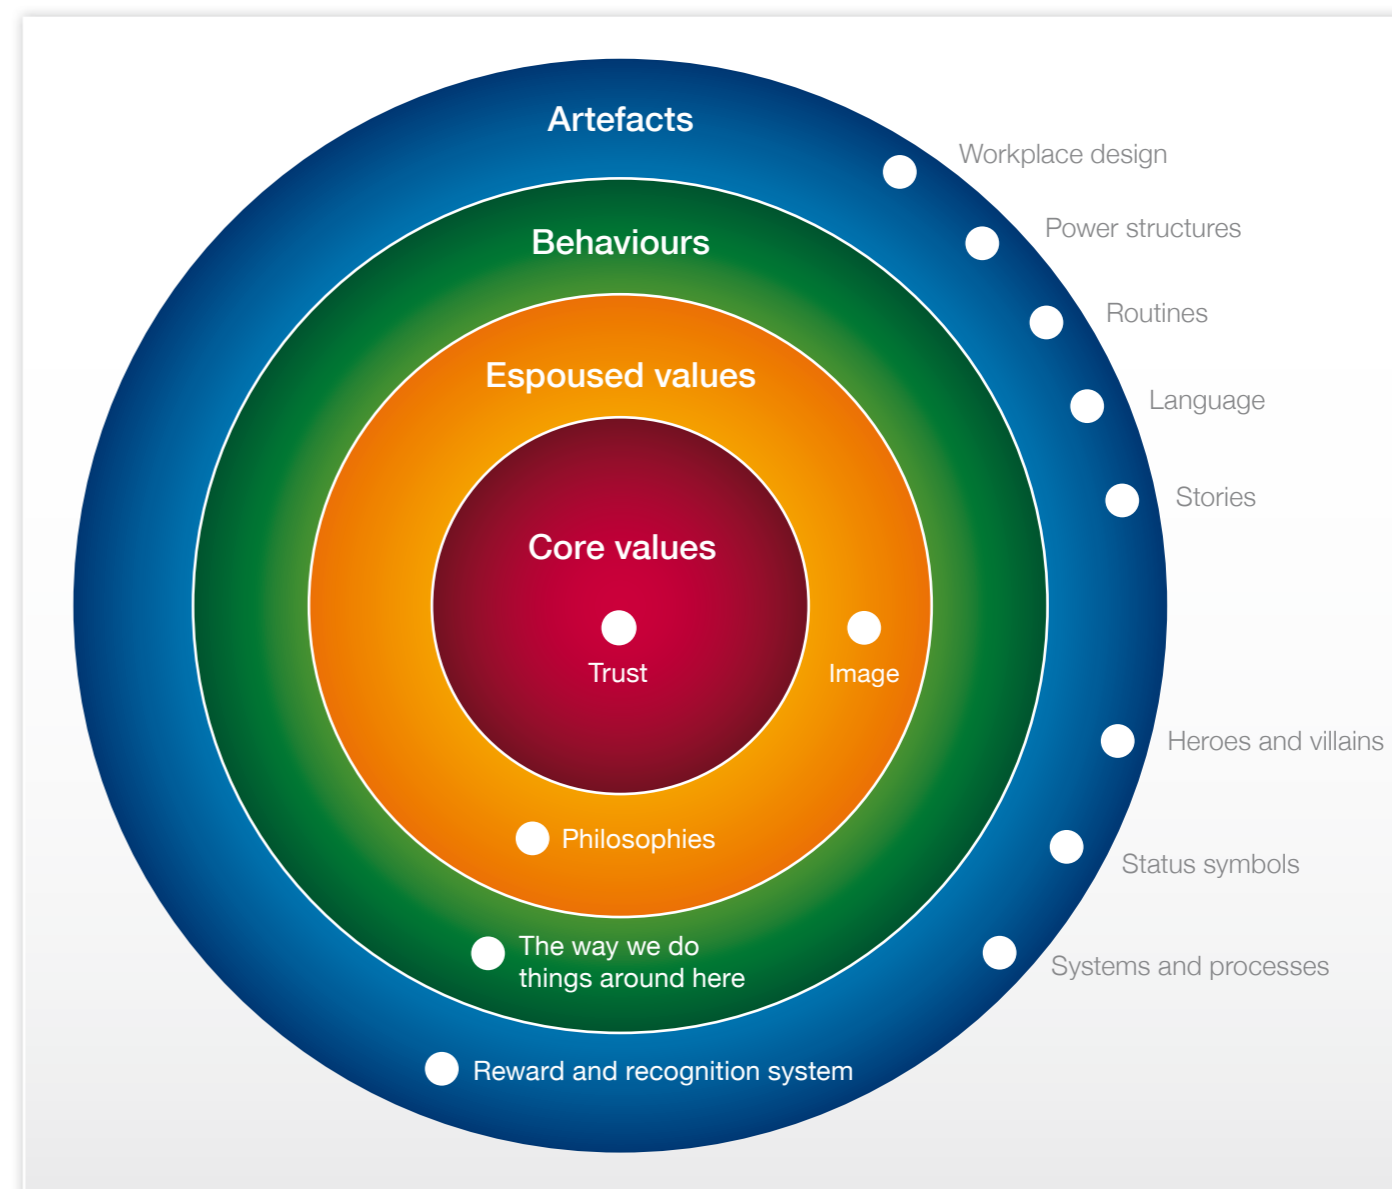 Artefacts
Workplace design
Power structures
Behaviours
Routines
Espoused values
Language
Stories
Core values
Trust
Image
Heroes and villains
Philosophies
Status symbols
The way we do
things around here
Systems and processes
Reward and recognition system